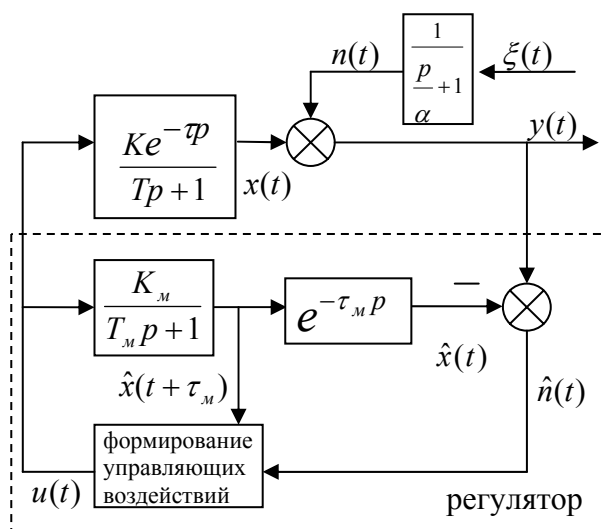 1
p/α + 1
n(t)
ξ(t)
Ke^{-τp}
Tp + 1
x(t)
y(t)
K_м
T_м p + 1
e^{-τ_м p}
−
x̂(t)
x̂(t + τ_м)
n̂(t)
формирование
управляющих
воздействий
u(t)
регулятор